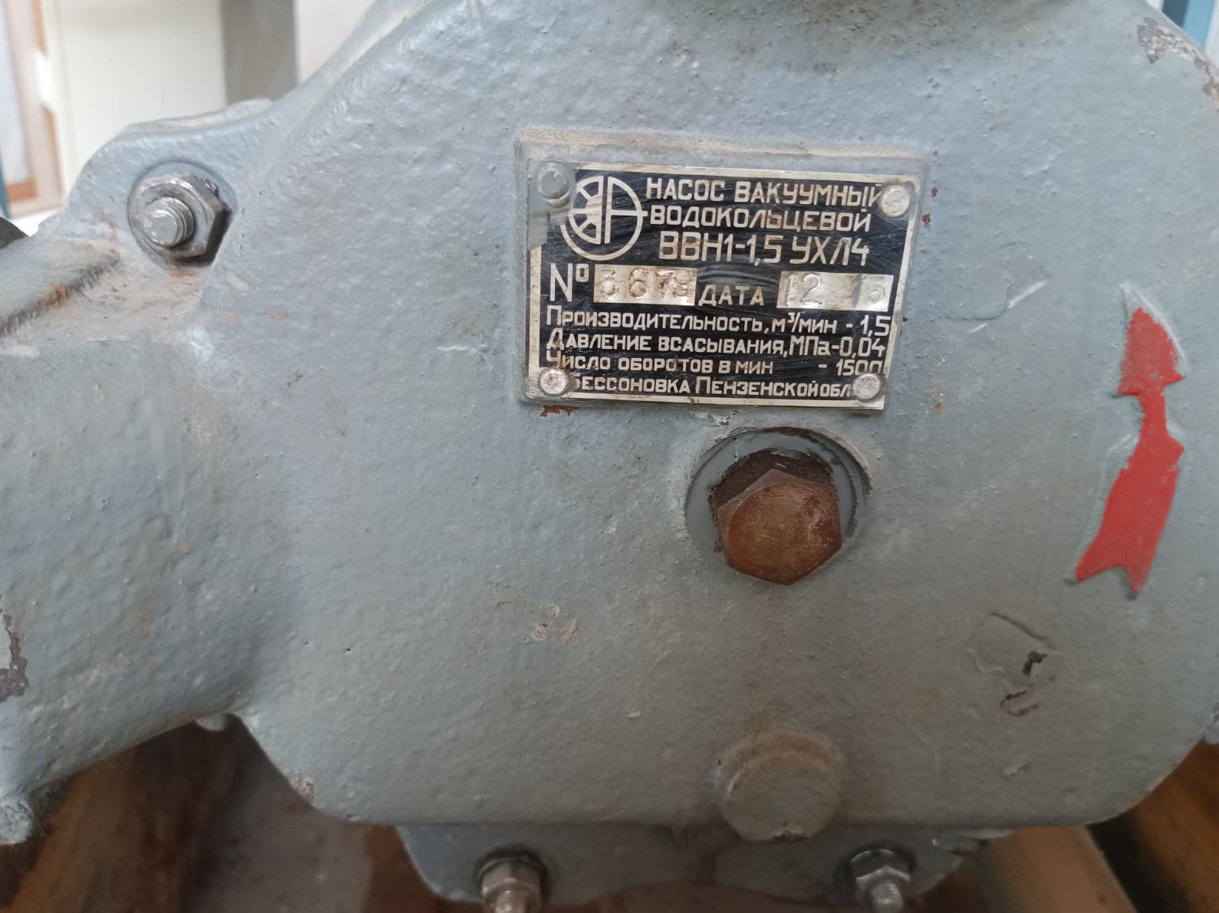 НАСОС ВАКУУМНЫЙ
ВОДОКОЛЬЦЕВОЙ
ВВН1-1,5 УХЛ4
№ ДАТА 12
Производительность, м³/мин - 1,5
Давление всасывания, МПа-0,04
Число оборотов в мин - 1500
Бессоновка Пензенской обл